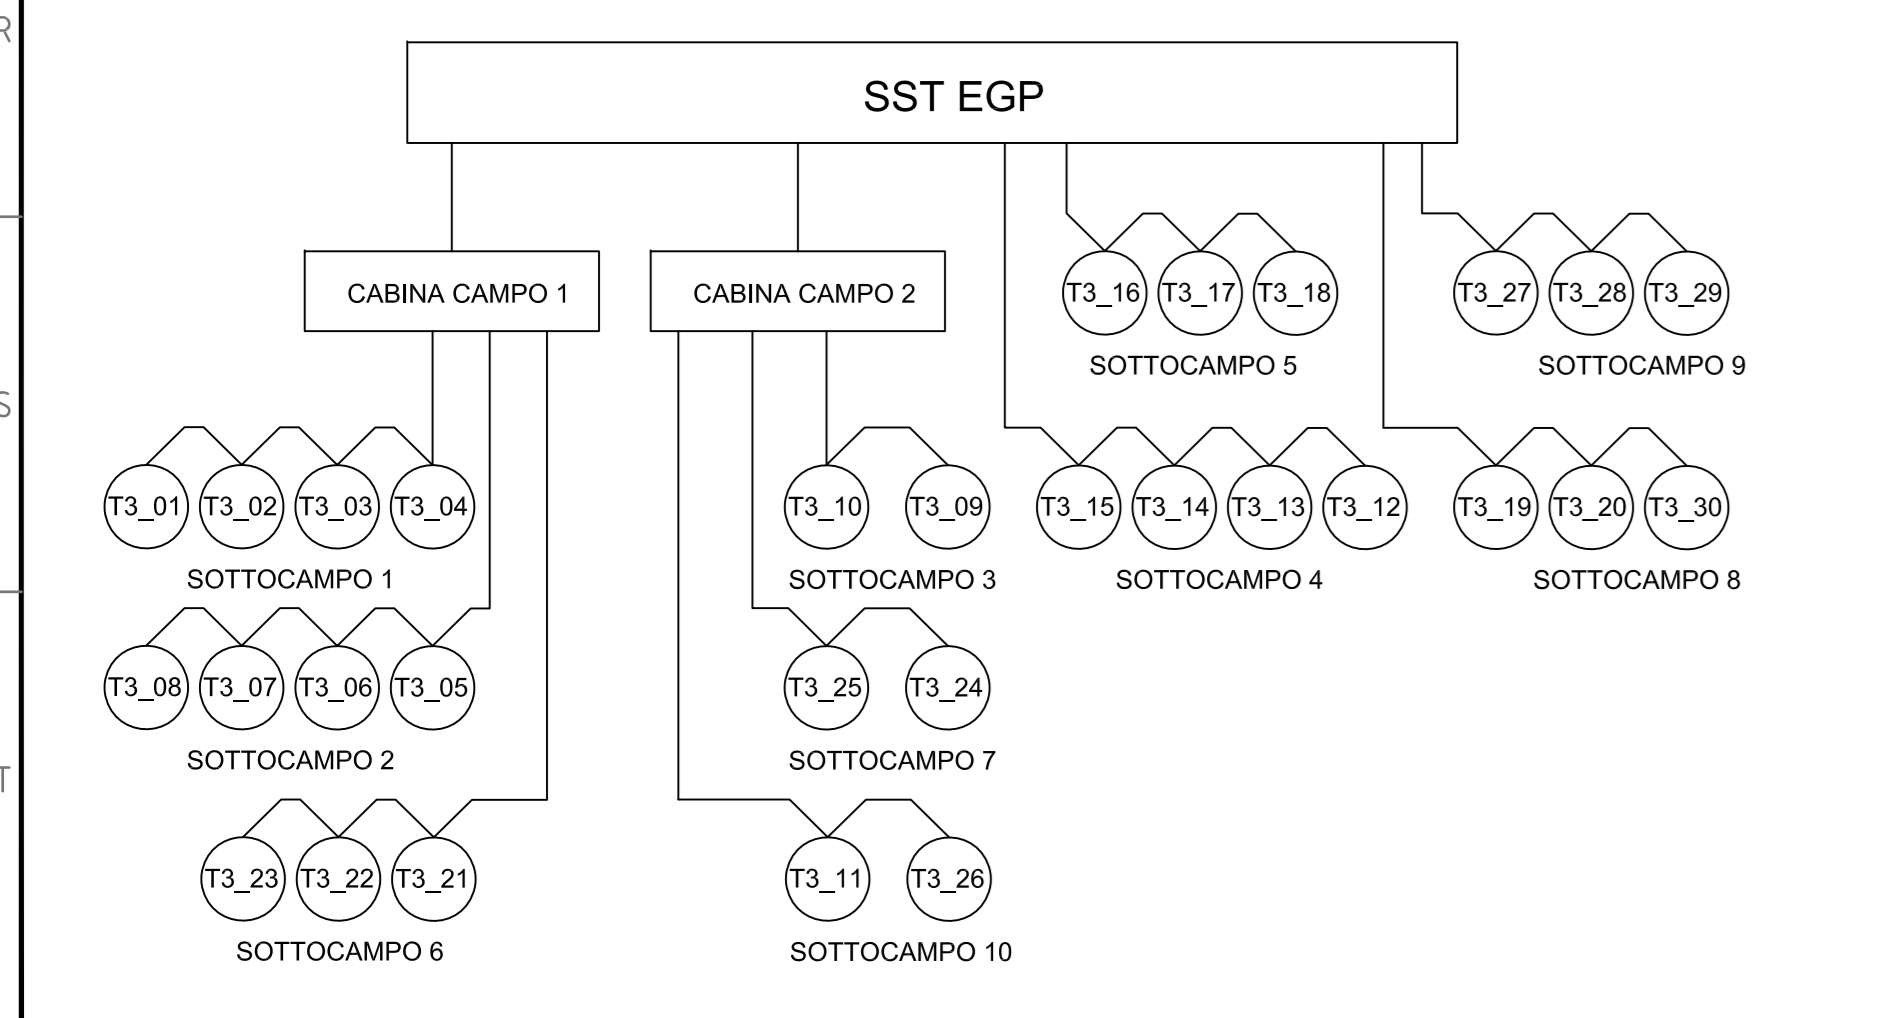 R
SST EGP
CABINA CAMPO 1
CABINA CAMPO 2
T3_16 T3_17 T3_18
SOTTOCAMPO 5
T3_27 T3_28 T3_29
SOTTOCAMPO 9
S
T3_01 T3_02 T3_03 T3_04
SOTTOCAMPO 1
T3_10 T3_09
SOTTOCAMPO 3
T3_15 T3_14 T3_13 T3_12
SOTTOCAMPO 4
T3_19 T3_20 T3_30
SOTTOCAMPO 8
T3_08 T3_07 T3_06 T3_05
SOTTOCAMPO 2
T3_25 T3_24
SOTTOCAMPO 7
T
T3_23 T3_22 T3_21
SOTTOCAMPO 6
T3_11 T3_26
SOTTOCAMPO 10